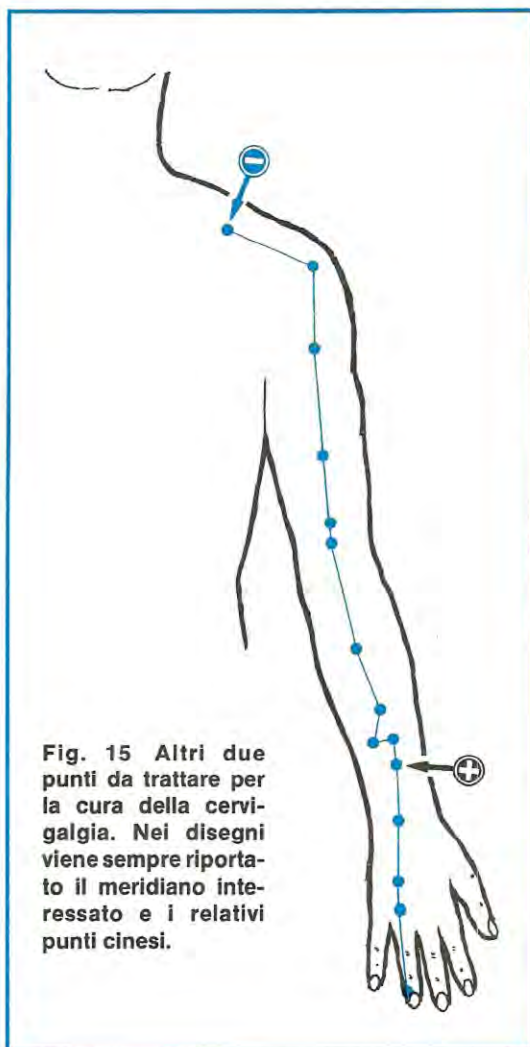 Fig. 15 Altri due
punti da trattare per
la cura della cervi-
galgia. Nei disegni
viene sempre riporta-
to il meridiano inte-
ressato e i relativi
punti cinesi.